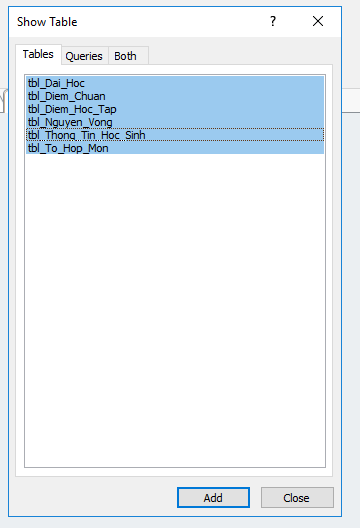 Show Table
?
Tables Queries Both
tbl_Dai_Hoc
tbl_Diem_Chuan
tbl_Diem_Hoc_Tap
tbl_Nguyen_Vong
tbl_Thong_Tin_Hoc_Sinh
tbl_To_Hop_Mon
Add Close